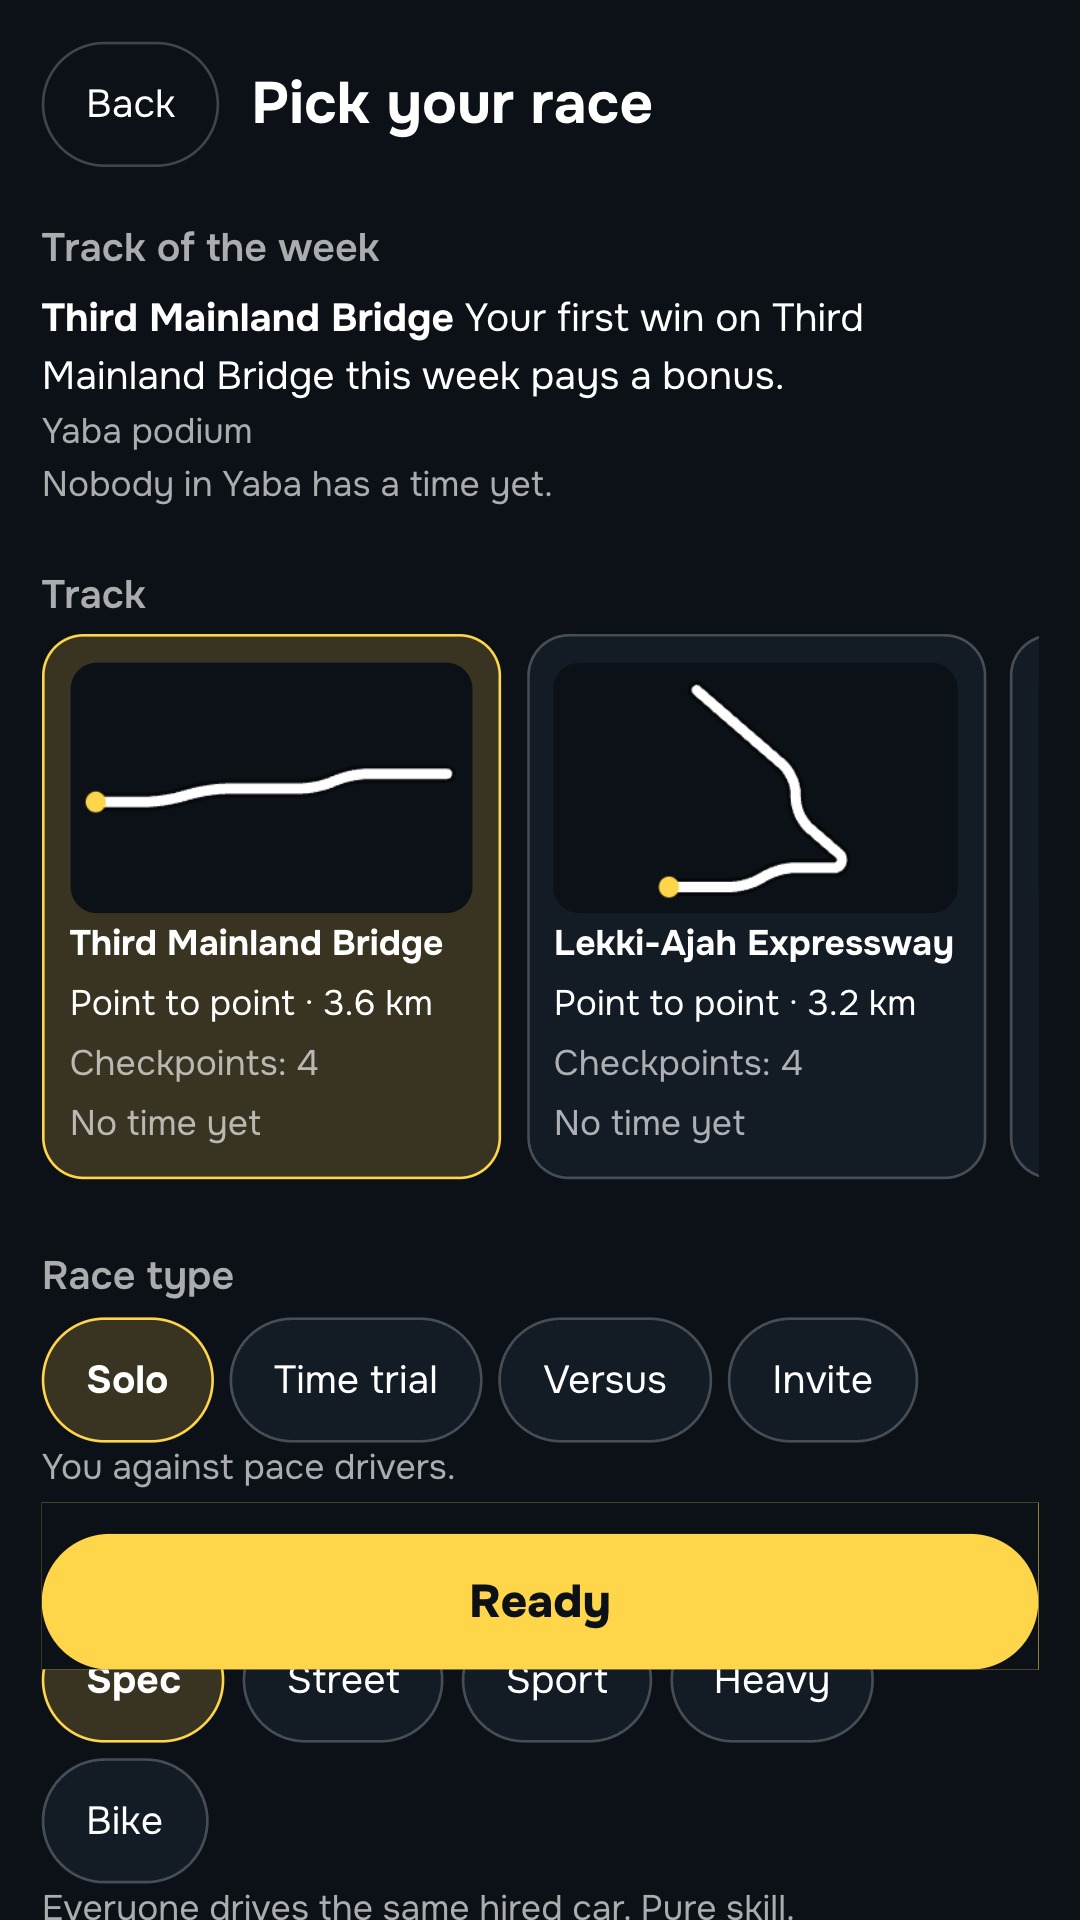 Back
Pick your race
Track of the week
Third Mainland Bridge Your first win on Third
Mainland Bridge this week pays a bonus.
Yaba podium
Nobody in Yaba has a time yet.
Track
Third Mainland Bridge
Point to point · 3.6 km
Checkpoints: 4
No time yet
Lekki-Ajah Expressway
Point to point · 3.2 km
Checkpoints: 4
No time yet
Race type
Solo
Time trial
Versus
Invite
You against pace drivers.
Ready
Spec
Street
Sport
Heavy
Bike
Everyone drives the same hired car. Pure skill.